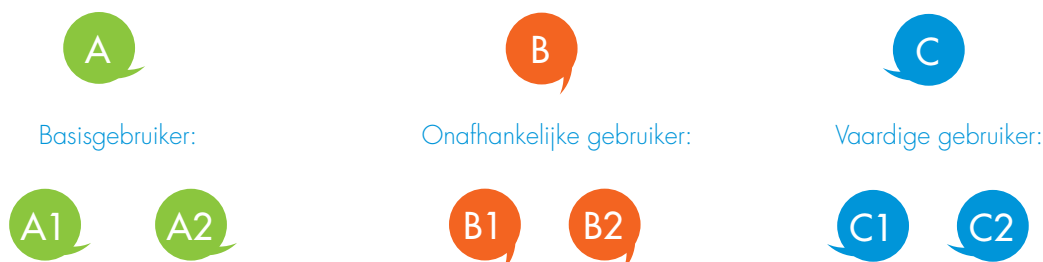 A B C
Basisgebruiker: Onafhankelijke gebruiker: Vaardige gebruiker:
A1 A2 B1 B2 C1 C2